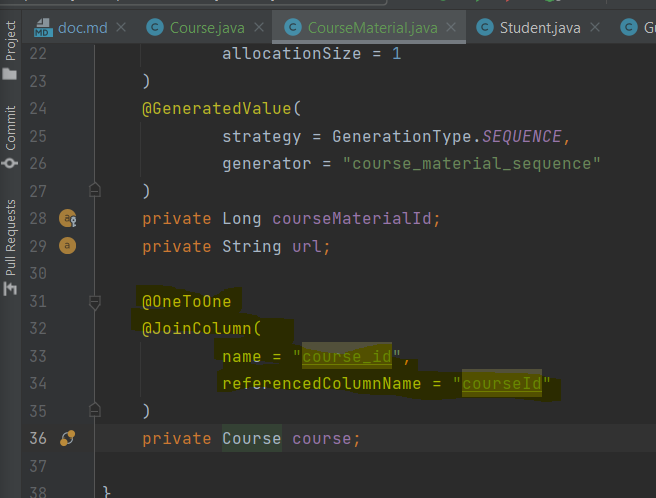 doc.md Course.java CourseMaterial.java Student.java
Project
Commit
Pull Requests
22 allocationSize = 1
23 )
24 @GeneratedValue(
25 strategy = GenerationType.SEQUENCE,
26 generator = "course_material_sequence"
27 )
28 private Long courseMaterialId;
29 private String url;
30
31 @OneToOne
32 @JoinColumn(
33 name = "course_id",
34 referencedColumnName = "courseId"
35 )
36 private Course course;
37
38 }